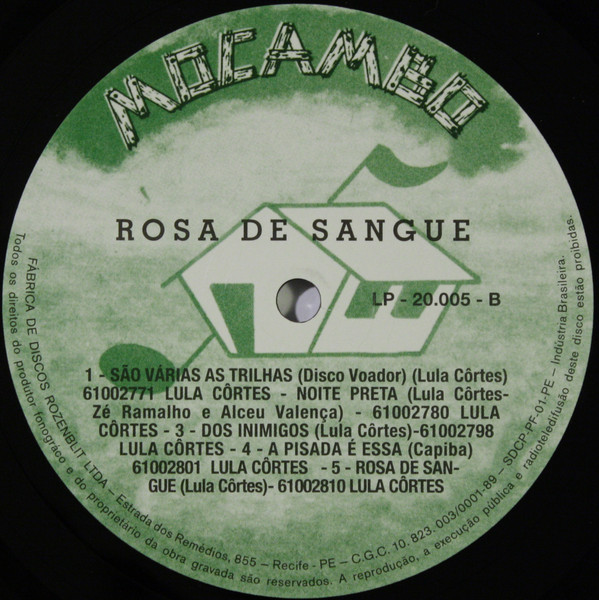 MOCAMBO
ROSA DE SANGUE
LP - 20.005 - B
1 - SÃO VÁRIAS AS TRILHAS (Disco Voador) (Lula Côrtes)
61002771 LULA CÔRTES - NOITE PRETA (Lula Côrtes-
Zé Ramalho e Alceu Valença) - 61002780 LULA
CÔRTES - 3 - DOS INIMIGOS (Lula Côrtes)-61002798
LULA CÔRTES - 4 - A PISADA É ESSA (Capiba)
61002801 LULA CÔRTES - 5 - ROSA DE SAN-
GUE (Lula Côrtes)- 61002810 LULA CÔRTES
FÁBRICA DE DISCOS ROZENBLIT LTDA - Estrada dos Remédios, 855 - Recife - PE - C.G.C. 10. 823. 003/0001-89 - SDCP-PF-01-PE - Indústria Brasileira.
Todos os direitos do produtor fonográfico e do proprietário da obra gravada são reservados. A reprodução, a execução pública e radioteledifusão deste disco estão proibidas.